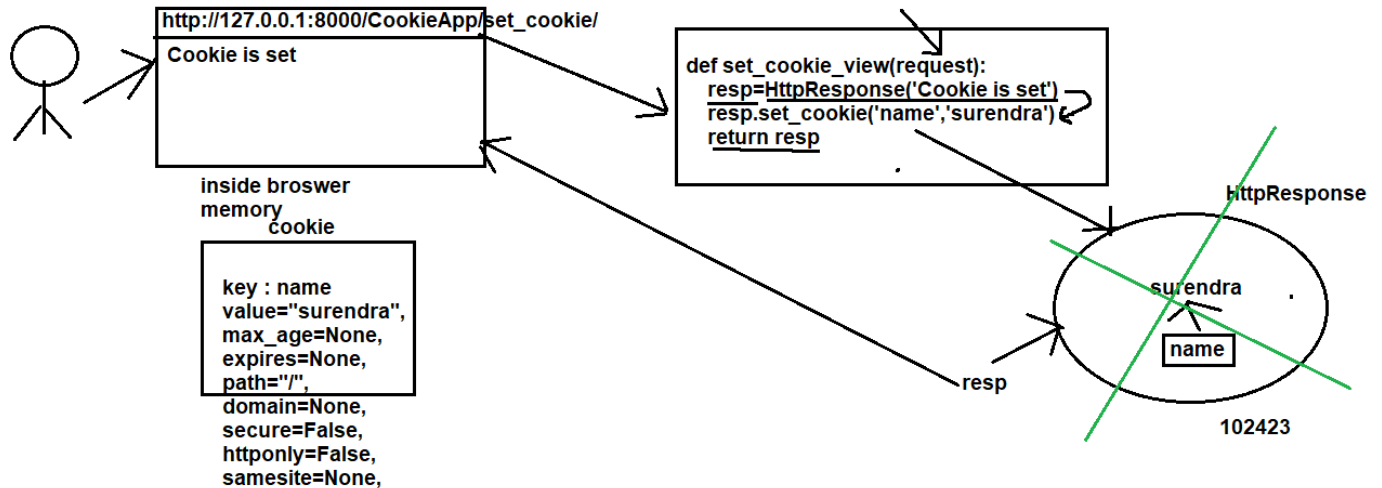 http://127.0.0.1:8000/CookieApp/set_cookie/
Cookie is set
def set_cookie_view(request):
resp=HttpResponse('Cookie is set')
resp.set_cookie('name','surendra')
return resp
inside broswer
memory
cookie
key : name
value="surendra",
max_age=None,
expires=None,
path="/",
domain=None,
secure=False,
httponly=False,
samesite=None,
HttpResponse
surendra
name
resp
102423